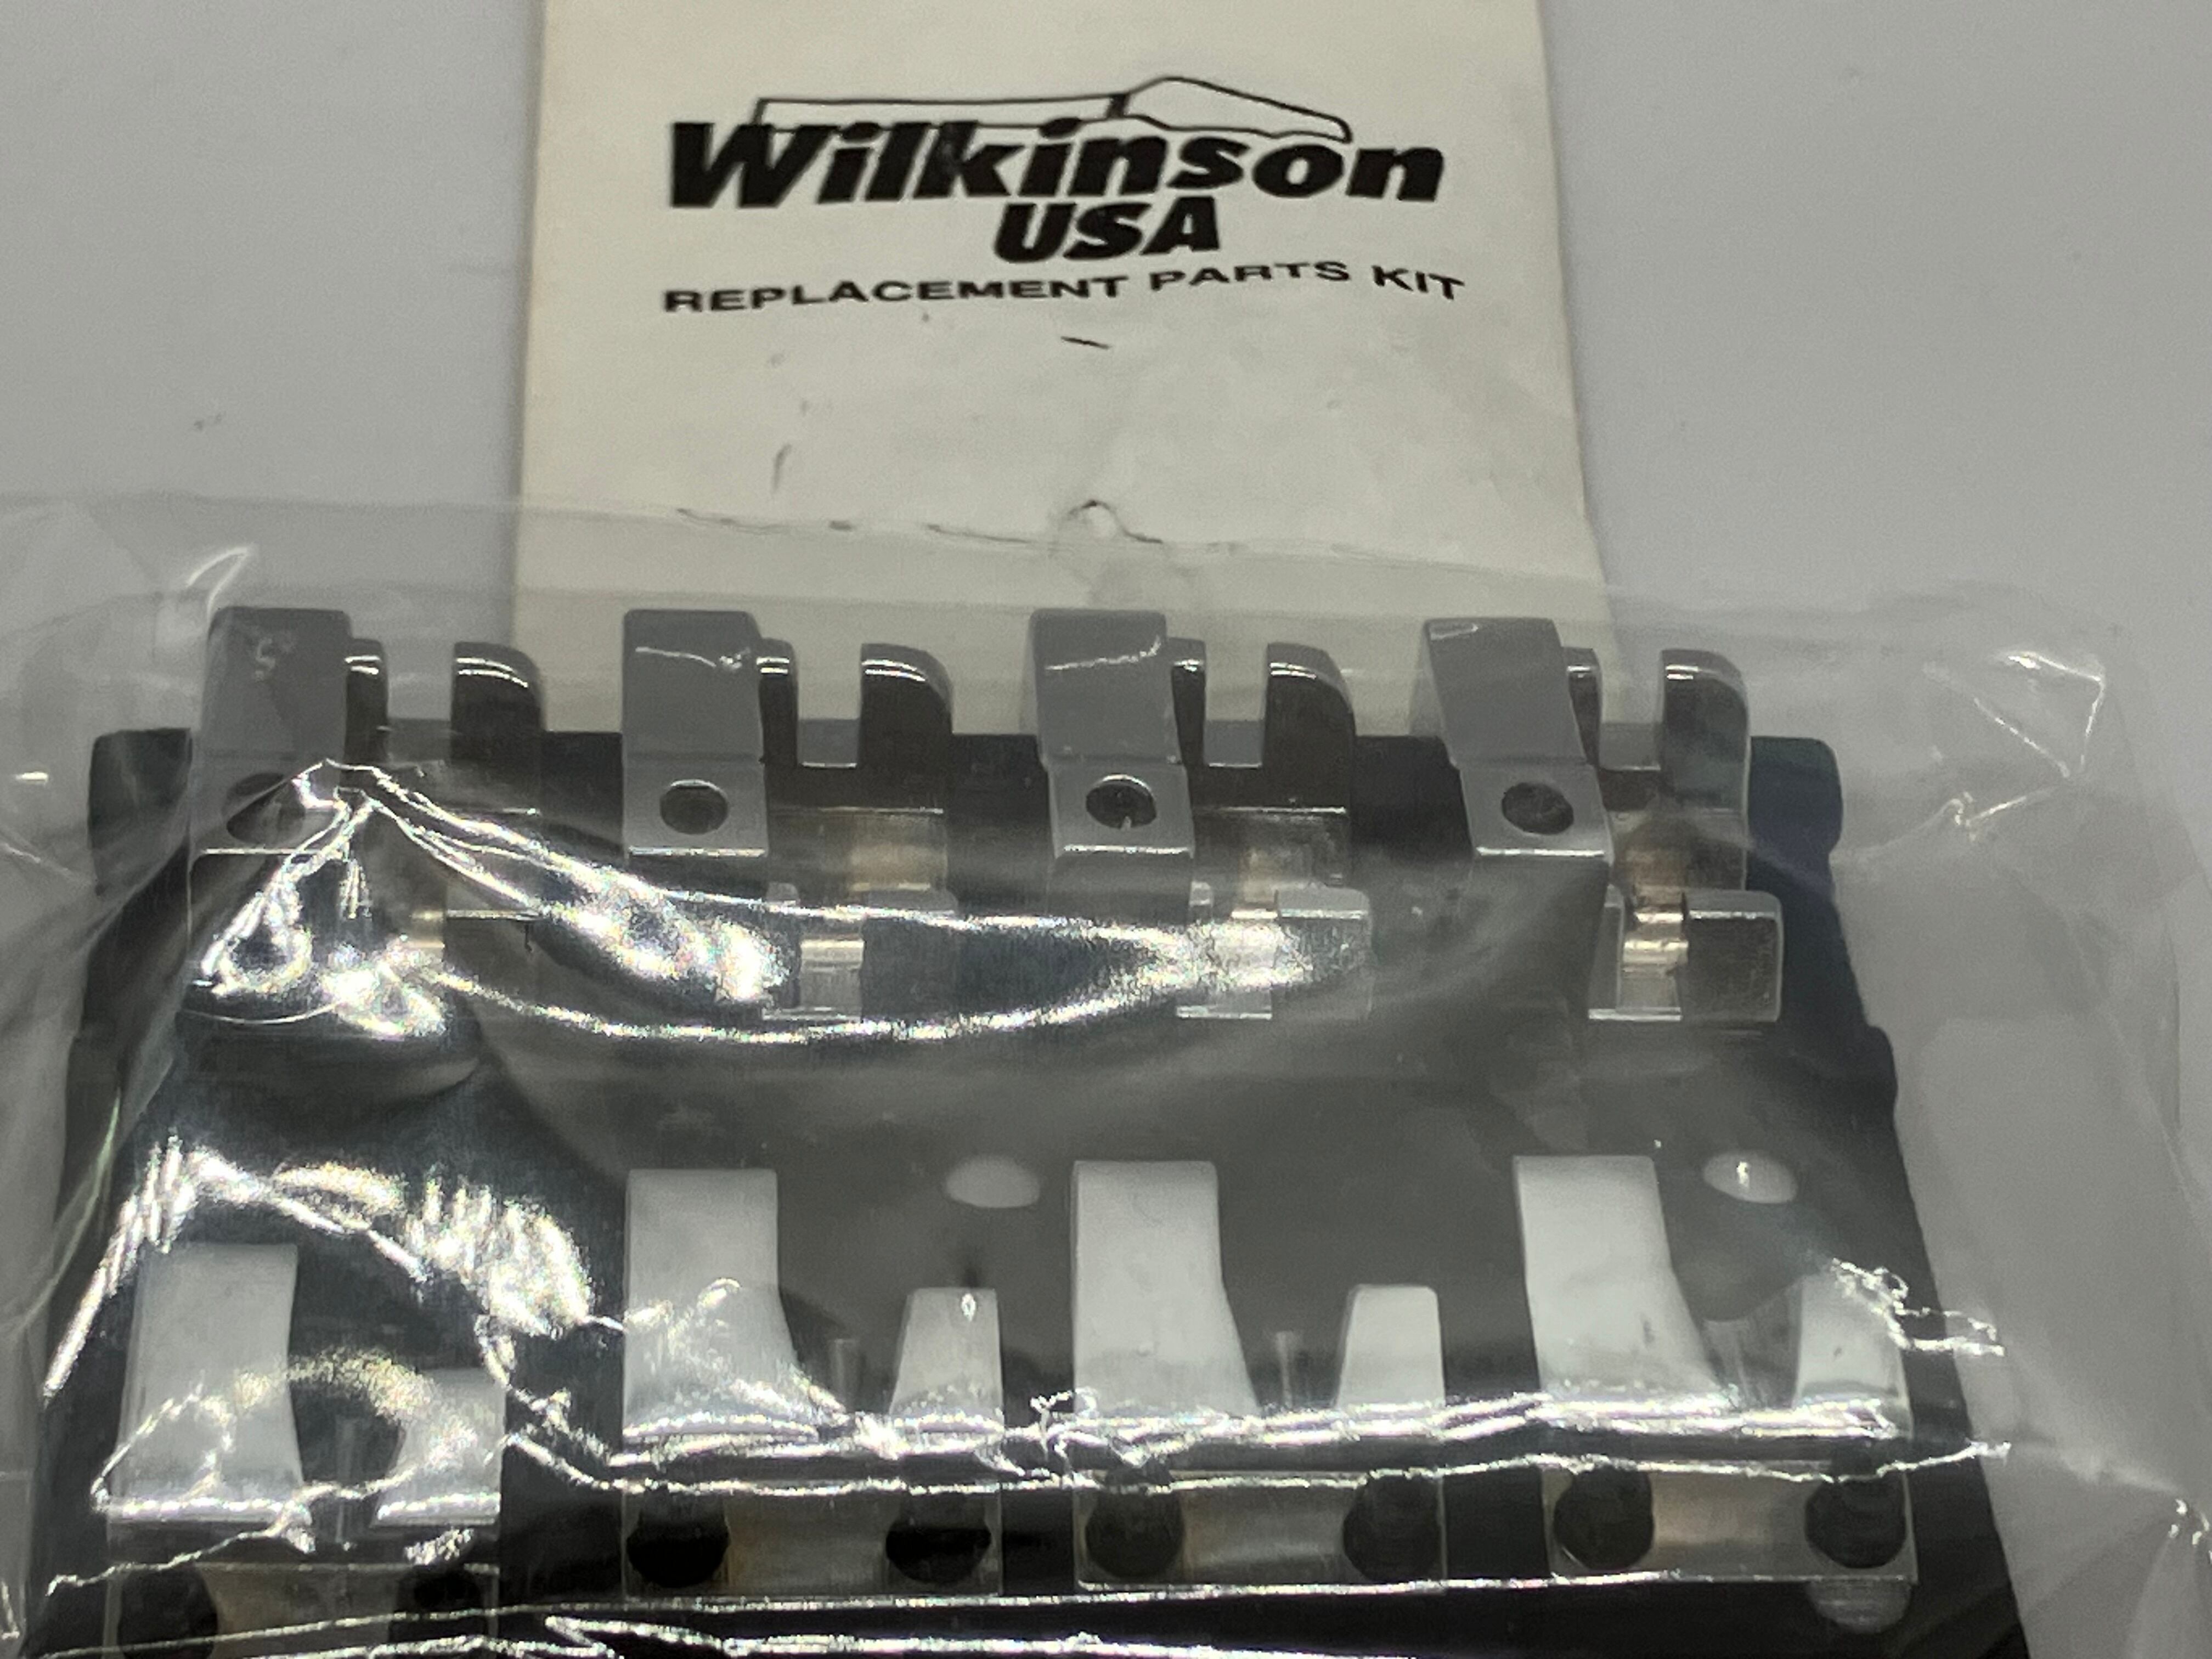 Wilkinson
USA
REPLACEMENT PARTS KIT